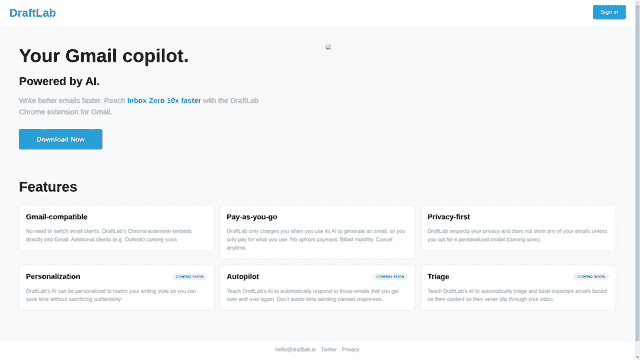 DraftLab
Sign in
Your Gmail copilot.
Powered by AI.
Write better emails faster. Reach Inbox Zero 10x faster with the DraftLab
Chrome extension for Gmail.
Download Now
Features
Gmail-compatible
No need to switch email clients. DraftLab's Chrome extension embeds
directly into Gmail. Additional clients (e.g. Outlook) coming soon.
Pay-as-you-go
DraftLab only charges you when you use its AI to generate an email, so you
only pay for what you use. No upfront payment. Billed monthly. Cancel
anytime.
Privacy-first
DraftLab respects your privacy and does not store any of your emails unless
you opt for a personalized model (coming soon).
Personalization
COMING SOON
DraftLab's AI can be personalized to match your writing style so you can
save time without sacrificing authenticity.
Autopilot
COMING SOON
Teach DraftLab's AI to automatically respond to those emails that you get
over and over again. Don't waste time sending canned responses.
Triage
COMING SOON
Teach DraftLab's AI to automatically triage and label important emails based
on their content so they never slip through your inbox.
hello@draftlab.ai Twitter Privacy